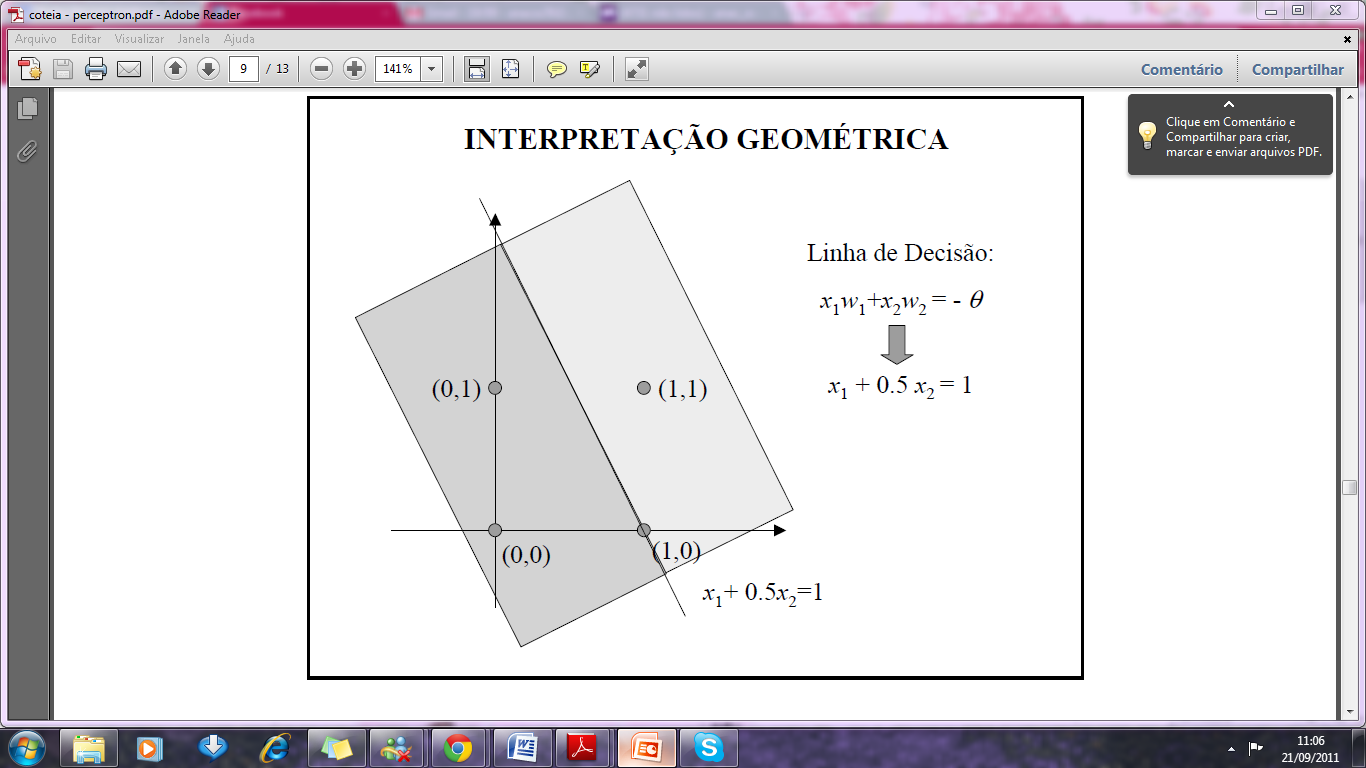 coteia - perceptron.pdf - Adobe Reader
Arquivo Editar Visualizar Janela Ajuda
9 / 13
141%
Comentário
Compartilhar
Clique em Comentário e
Compartilhar para criar,
marcar e enviar arquivos PDF.
INTERPRETAÇÃO GEOMÉTRICA
Linha de Decisão:
x₁w₁+x₂w₂ = - θ
x₁ + 0.5 x₂ = 1
(0,1)
(1,1)
(0,0)
(1,0)
x₁+ 0.5x₂=1
11:06
21/09/2011